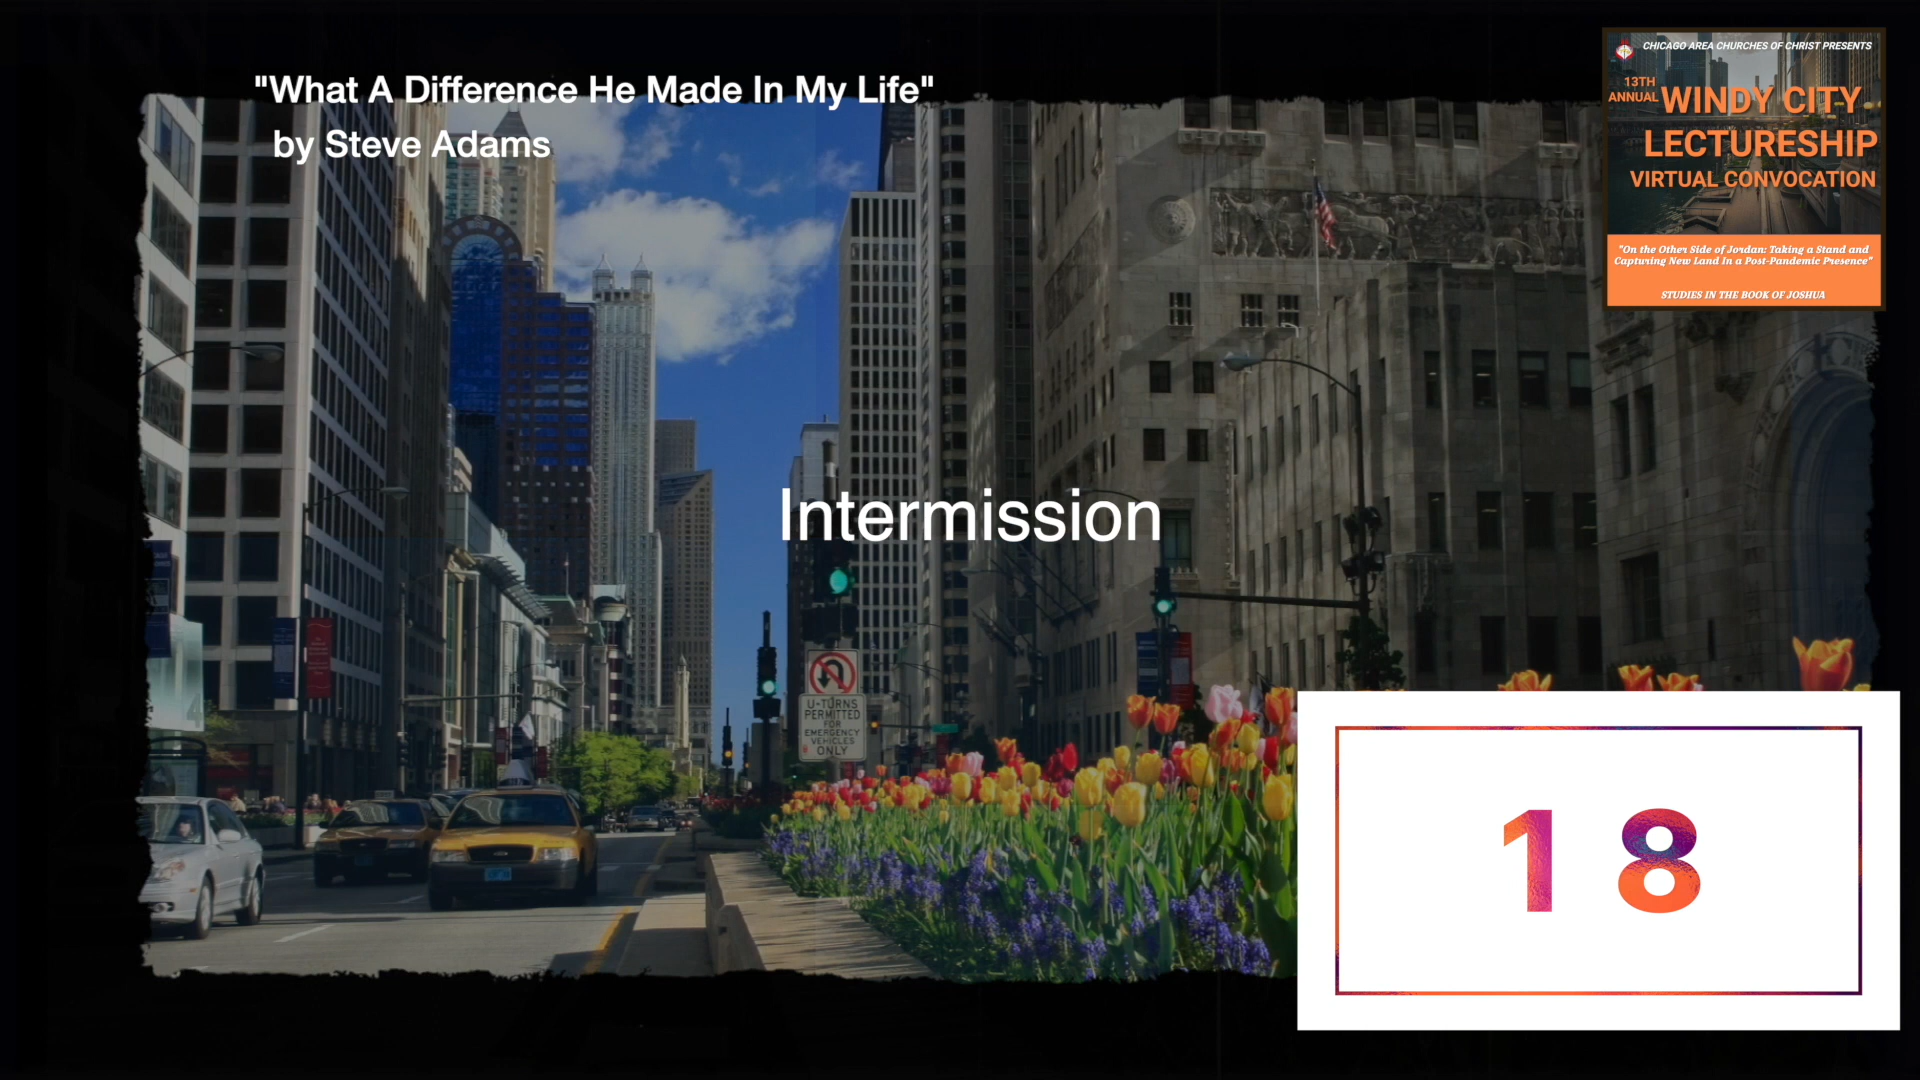 "What A Difference He Made In My Life"
by Steve Adams
CHICAGO AREA CHURCHES OF CHRIST PRESENTS
13TH
ANNUAL
WINDY CITY
LECTURESHIP
VIRTUAL CONVOCATION
"On the Other Side of Jordan: Taking a Stand and
Capturing New Land In a Post-Pandemic Presence"
STUDIES IN THE BOOK OF JOSHUA
Intermission
U-TURNS
PERMITTED
FOR
EMERGENCY
VEHICLES
ONLY
18